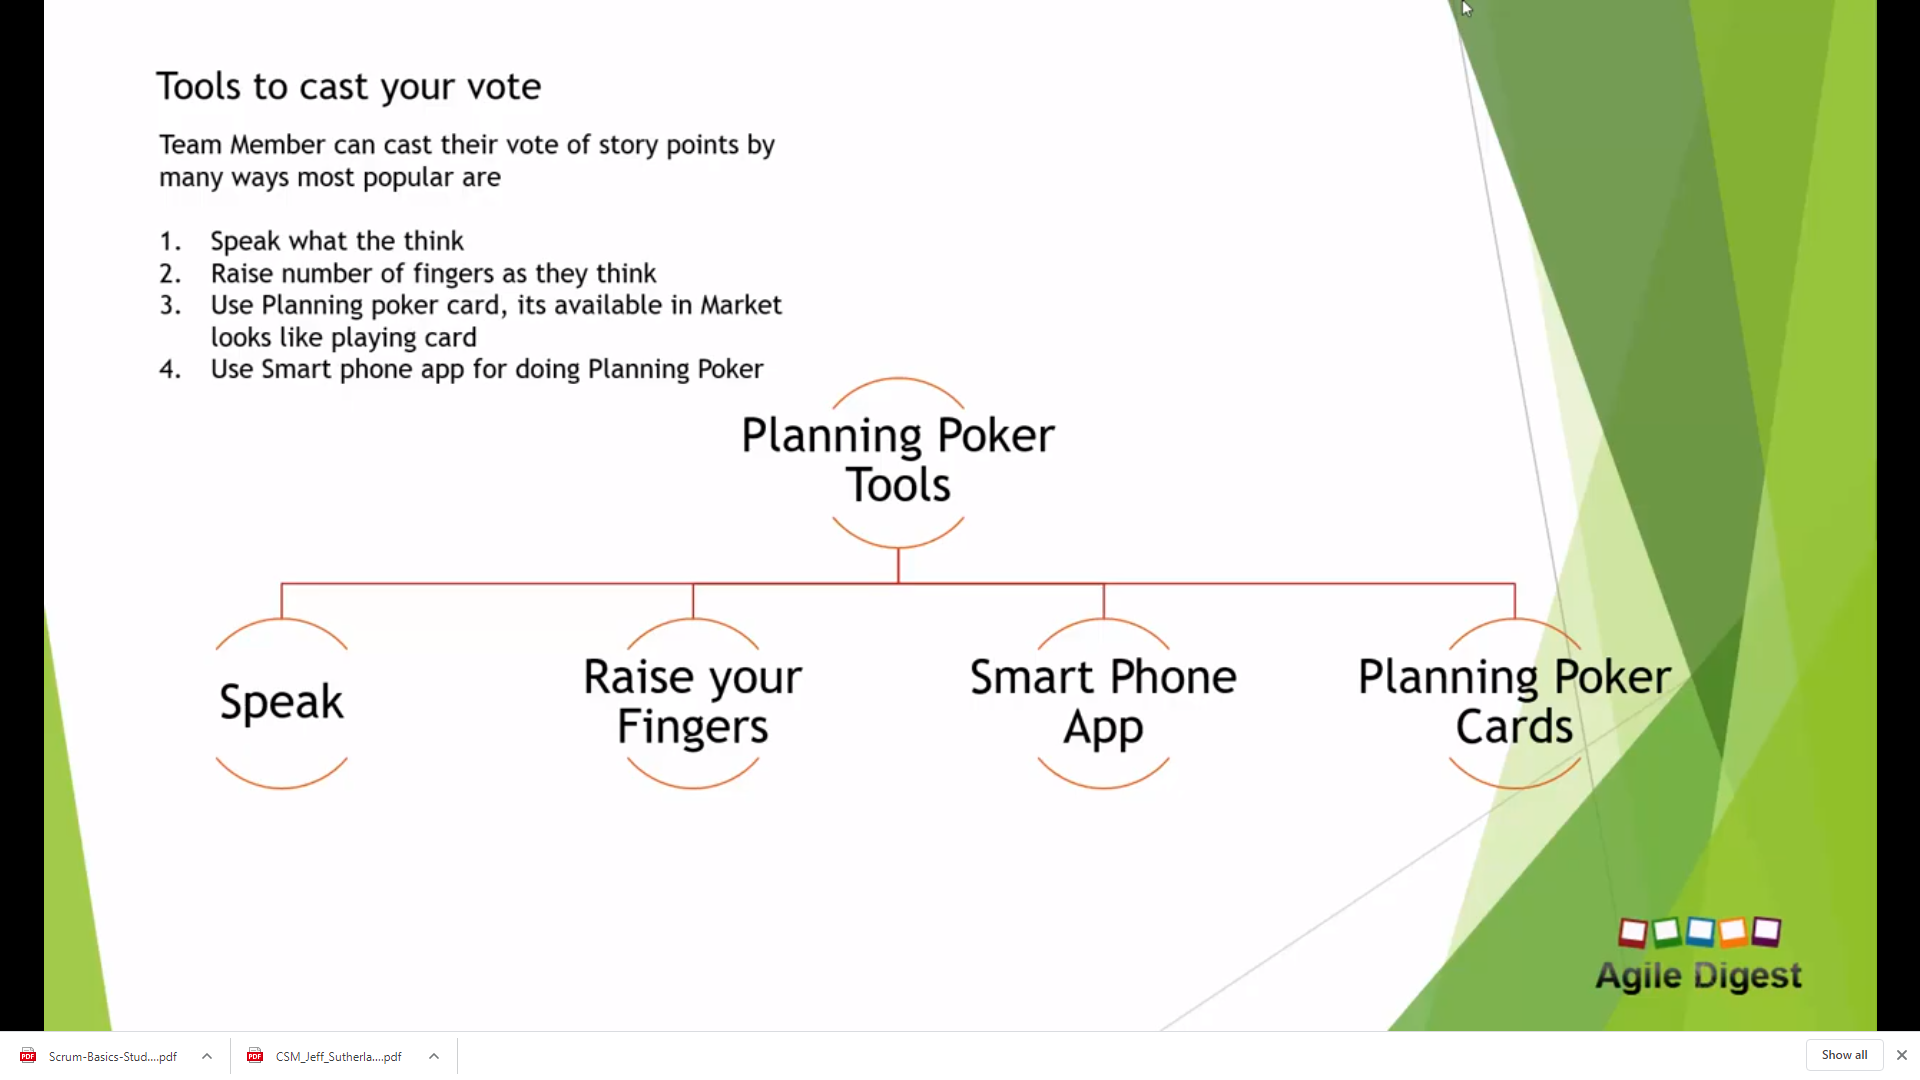 Tools to cast your vote
Team Member can cast their vote of story points by
many ways most popular are
1. Speak what the think
2. Raise number of fingers as they think
3. Use Planning poker card, its available in Market
looks like playing card
4. Use Smart phone app for doing Planning Poker
Planning Poker
Tools
Speak
Raise your
Fingers
Smart Phone
App
Planning Poker
Cards
Agile Digest
PDF Scrum-Basics-Stud....pdf
PDF CSM_Jeff_Sutherla....pdf
Show all